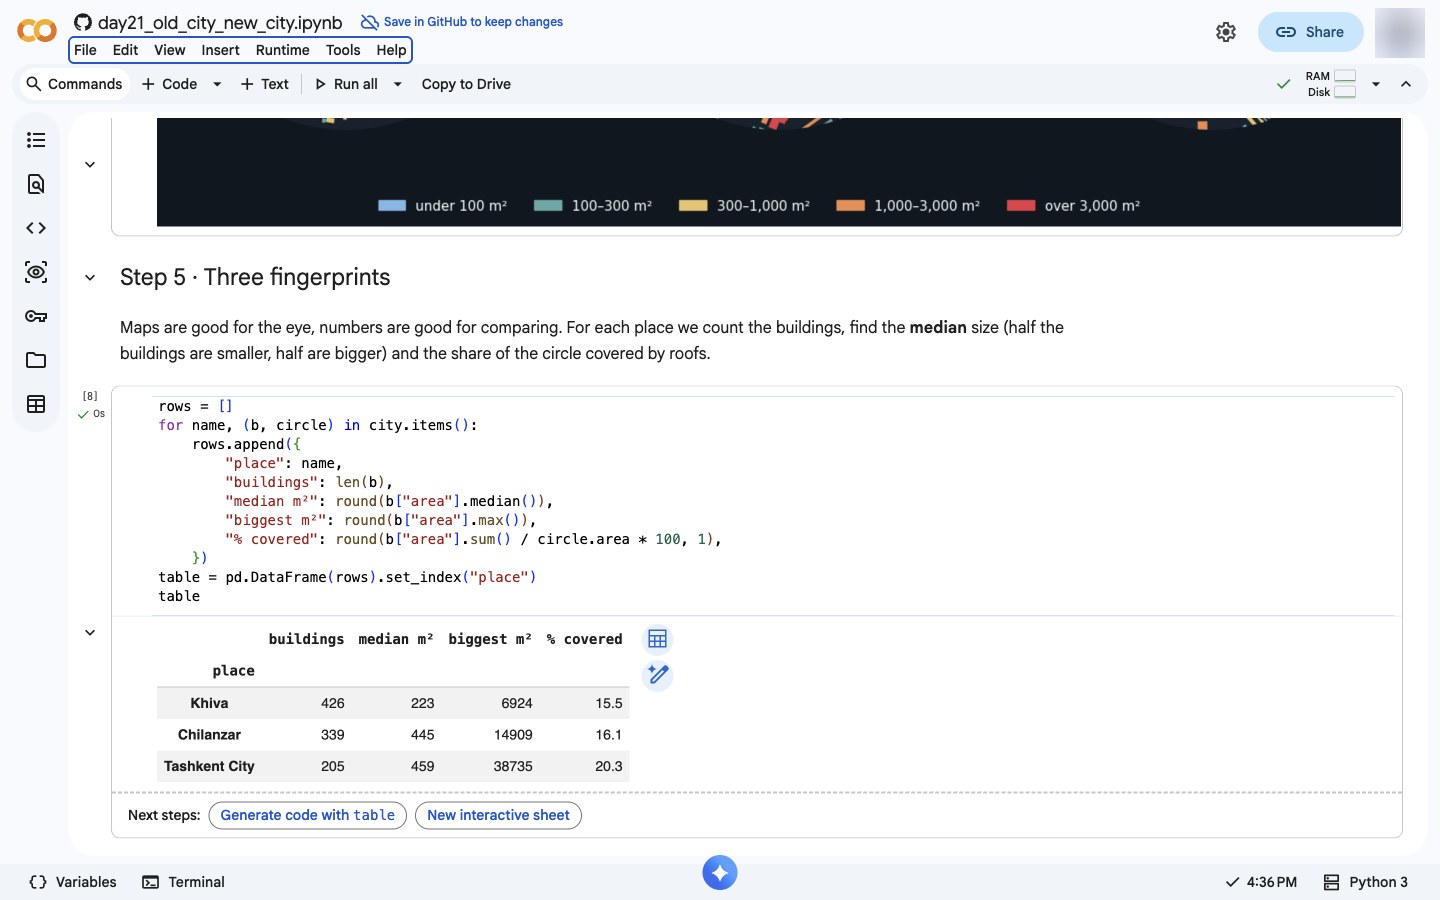 day21_old_city_new_city.ipynb Save in GitHub to keep changes
File Edit View Insert Runtime Tools Help
Share
Commands + Code + Text Run all Copy to Drive
RAM
Disk
under 100 m² 100–300 m² 300–1,000 m² 1,000–3,000 m² over 3,000 m²
Step 5 · Three fingerprints
Maps are good for the eye, numbers are good for comparing. For each place we count the buildings, find the median size (half the
buildings are smaller, half are bigger) and the share of the circle covered by roofs.
[8]
0s
rows = []
for name, (b, circle) in city.items():
    rows.append({
        "place": name,
        "buildings": len(b),
        "median m²": round(b["area"].median()),
        "biggest m²": round(b["area"].max()),
        "% covered": round(b["area"].sum() / circle.area * 100, 1),
    })
table = pd.DataFrame(rows).set_index("place")
table
buildings median m² biggest m² % covered
place
Khiva 426 223 6924 15.5
Chilanzar 339 445 14909 16.1
Tashkent City 205 459 38735 20.3
Next steps: Generate code with table New interactive sheet
Variables Terminal 4:36 PM Python 3